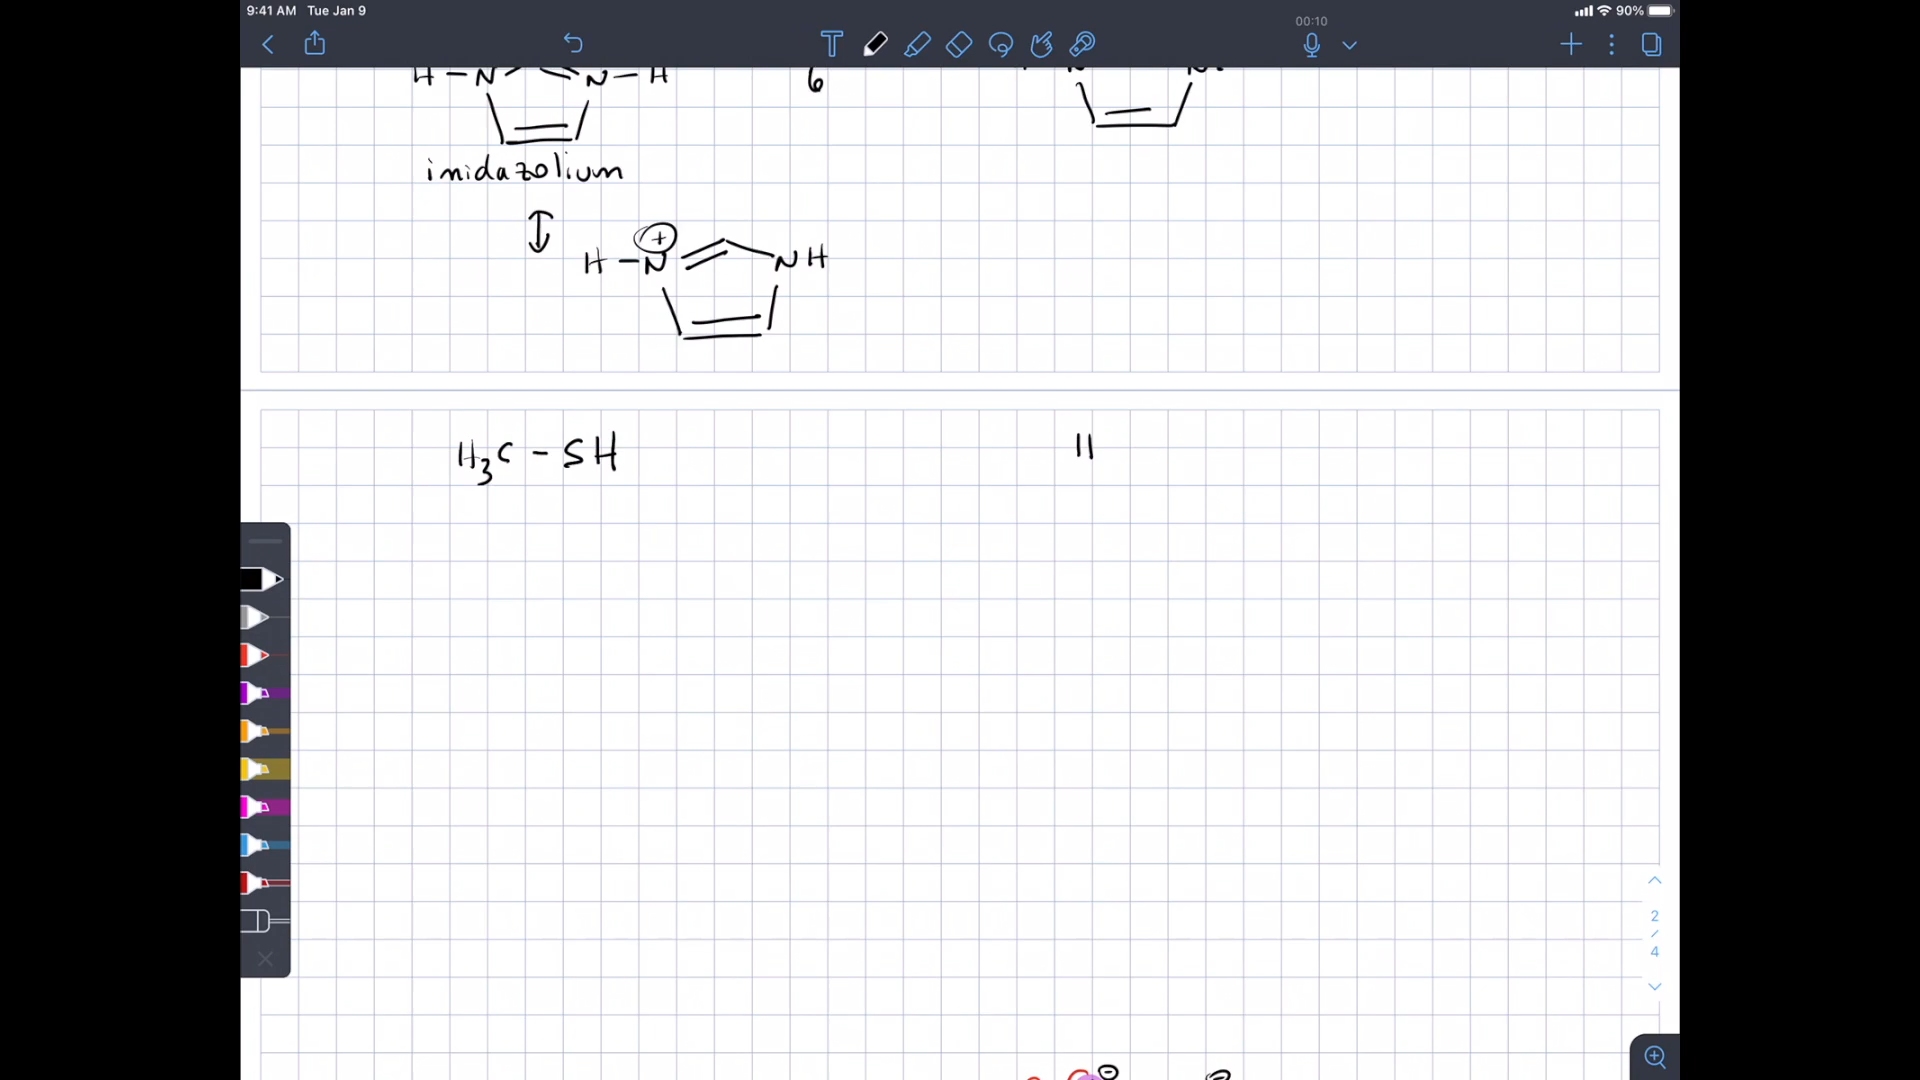 9:41 AM Tue Jan 9
90%
00:10
H-N N-H 6
imidazolium
H-N NH
+
H₃C - SH 11
2
/
4